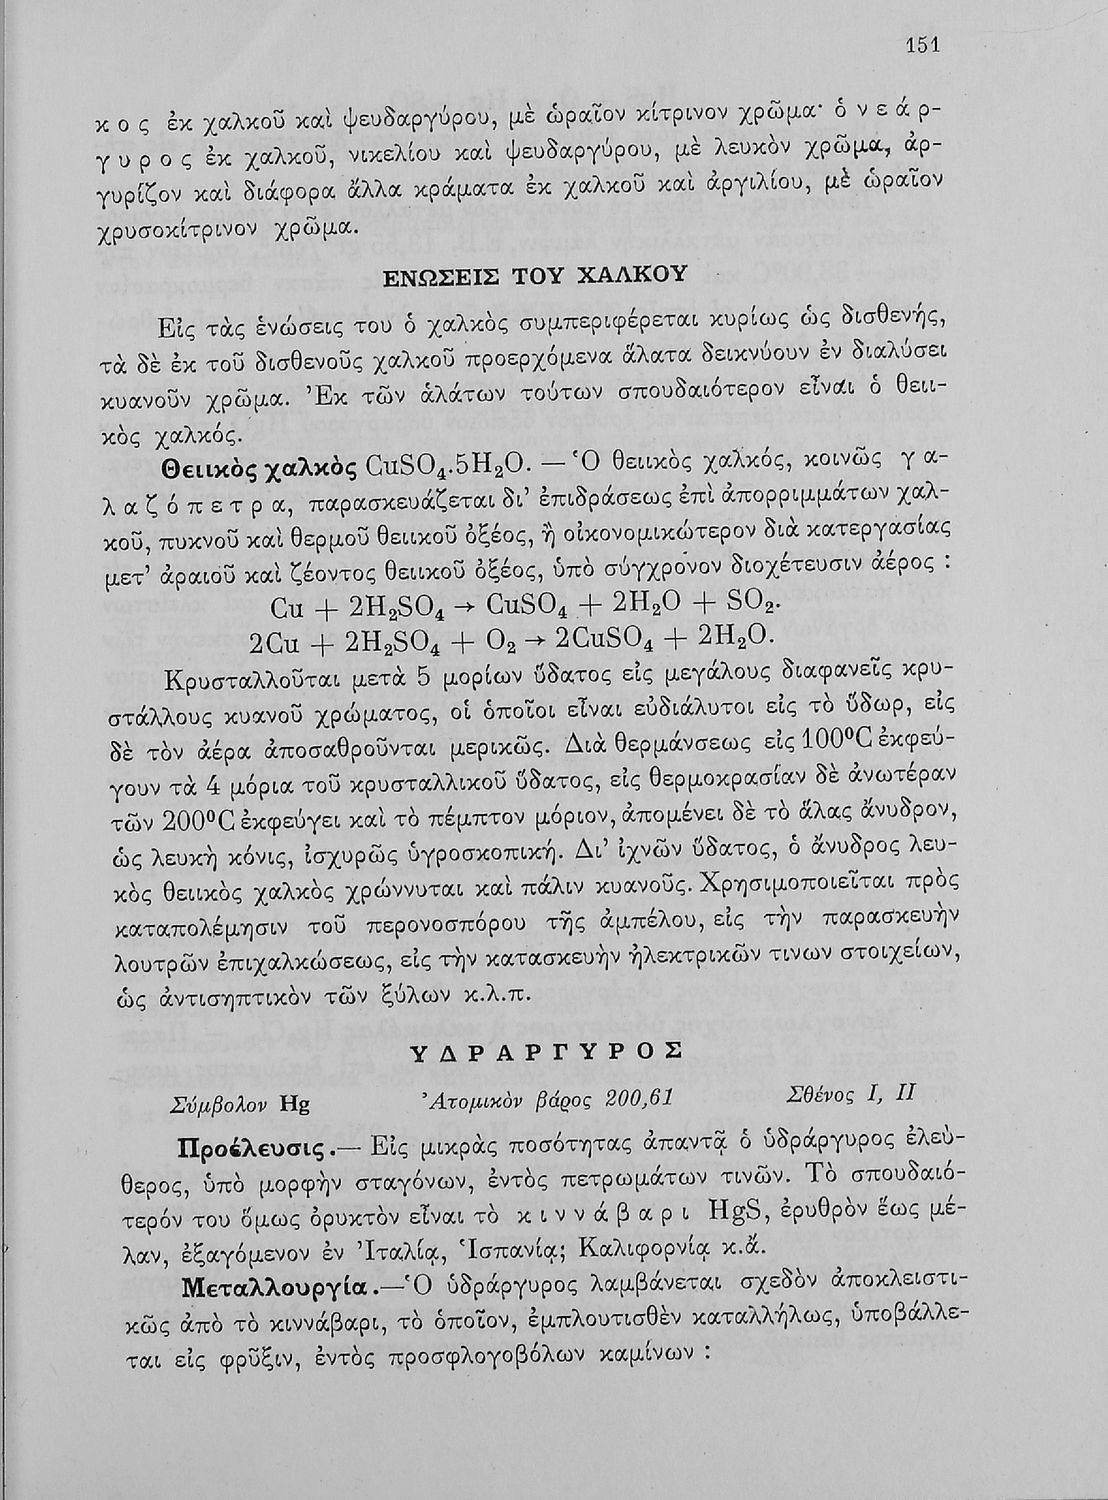 151
κος ἐκ χαλκοῦ καὶ ψευδαργύρου, μὲ ὡραῖον κίτρινον χρῶμα· ὁ νεάρ-
γυρος ἐκ χαλκοῦ, νικελίου καὶ ψευδαργύρου, μὲ λευκὸν χρῶμα, ἀρ-
γυρίζον καὶ διάφορα ἄλλα κράματα ἐκ χαλκοῦ καὶ ἀργιλίου, μὲ ὡραῖον
χρυσοκίτρινον χρῶμα.
ΕΝΩΣΕΙΣ ΤΟΥ ΧΑΛΚΟΥ
Εἰς τὰς ἑνώσεις του ὁ χαλκὸς συμπεριφέρεται κυρίως ὡς δισθενής,
τὰ δὲ ἐκ τοῦ δισθενοῦς χαλκοῦ προερχόμενα ἅλατα δεικνύουν ἐν διαλύσει
κυανοῦν χρῶμα. Ἐκ τῶν ἁλάτων τούτων σπουδαιότερον εἶναι ὁ θειι-
κὸς χαλκός.
Θειικὸς χαλκὸς CuSO₄.5H₂O. — Ὁ θειικὸς χαλκός, κοινῶς γα-
λαζόπετρα, παρασκευάζεται δι' ἐπιδράσεως ἐπὶ ἀπορριμμάτων χαλ-
κοῦ, πυκνοῦ καὶ θερμοῦ θειικοῦ ὀξέος, ἢ οἰκονομικώτερον διὰ κατεργασίας
μετ' ἀραιοῦ καὶ ζέοντος θειικοῦ ὀξέος, ὑπὸ σύγχρονον διοχέτευσιν ἀέρος :
Cu + 2H₂SO₄ → CuSO₄ + 2H₂O + SO₂.
2Cu + 2H₂SO₄ + O₂ → 2CuSO₄ + 2H₂O.
Κρυσταλλοῦται μετὰ 5 μορίων ὕδατος εἰς μεγάλους διαφανεῖς κρυ-
στάλλους κυανοῦ χρώματος, οἱ ὁποῖοι εἶναι εὐδιάλυτοι εἰς τὸ ὕδωρ, εἰς
δὲ τὸν ἀέρα ἀποσαθροῦνται μερικῶς. Διὰ θερμάνσεως εἰς 100⁰C ἐκφεύ-
γουν τὰ 4 μόρια τοῦ κρυσταλλικοῦ ὕδατος, εἰς θερμοκρασίαν δὲ ἀνωτέραν
τῶν 200⁰C ἐκφεύγει καὶ τὸ πέμπτον μόριον, ἀπομένει δὲ τὸ ἅλας ἄνυδρον,
ὡς λευκὴ κόνις, ἰσχυρῶς ὑγροσκοπική. Δι' ἰχνῶν ὕδατος, ὁ ἄνυδρος λευ-
κὸς θειικὸς χαλκὸς χρώννυται καὶ πάλιν κυανοῦς. Χρησιμοποιεῖται πρὸς
καταπολέμησιν τοῦ περονοσπόρου τῆς ἀμπέλου, εἰς τὴν παρασκευὴν
λουτρῶν ἐπιχαλκώσεως, εἰς τὴν κατασκευὴν ἠλεκτρικῶν τινων στοιχείων,
ὡς ἀντισηπτικὸν τῶν ξύλων κ.λ.π.
ΥΔΡΑΡΓΥΡΟΣ
Σύμβολον Hg Ἀτομικὸν βάρος 200,61 Σθένος I, II
Προέλευσις.— Εἰς μικρὰς ποσότητας ἀπαντᾷ ὁ ὑδράργυρος ἐλεύ-
θερος, ὑπὸ μορφὴν σταγόνων, ἐντὸς πετρωμάτων τινῶν. Τὸ σπουδαιό-
τερόν του ὅμως ὀρυκτὸν εἶναι τὸ κιννάβαρι HgS, ἐρυθρὸν ἕως μέ-
λαν, ἐξαγόμενον ἐν Ἰταλίᾳ, Ἱσπανίᾳ; Καλιφορνίᾳ κ.ἄ.
Μεταλλουργία.—Ὁ ὑδράργυρος λαμβάνεται σχεδὸν ἀποκλειστι-
κῶς ἀπὸ τὸ κιννάβαρι, τὸ ὁποῖον, ἐμπλουτισθὲν καταλλήλως, ὑποβάλλε-
ται εἰς φρῦξιν, ἐντὸς προσφλογοβόλων καμίνων :